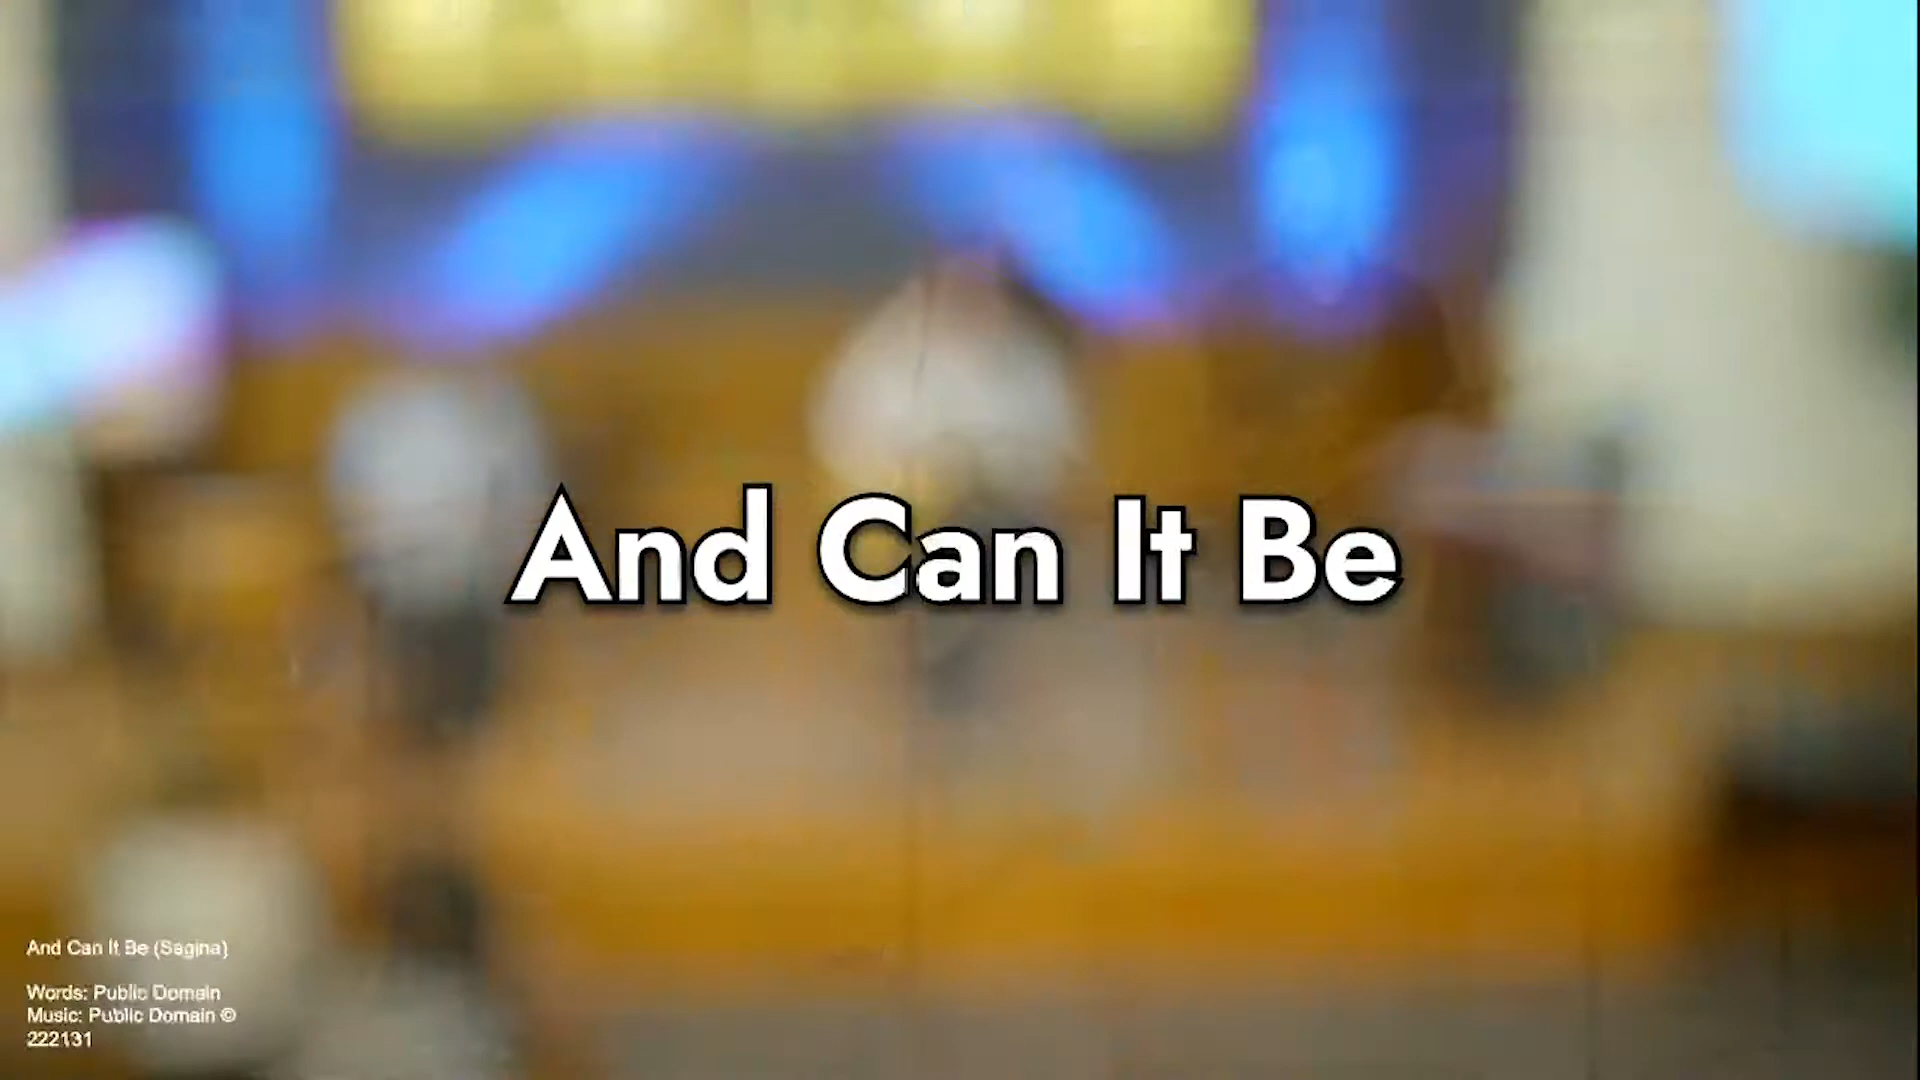 And Can It Be
And Can It Be (Sagina)
Words: Public Domain
Music: Public Domain ©
222131